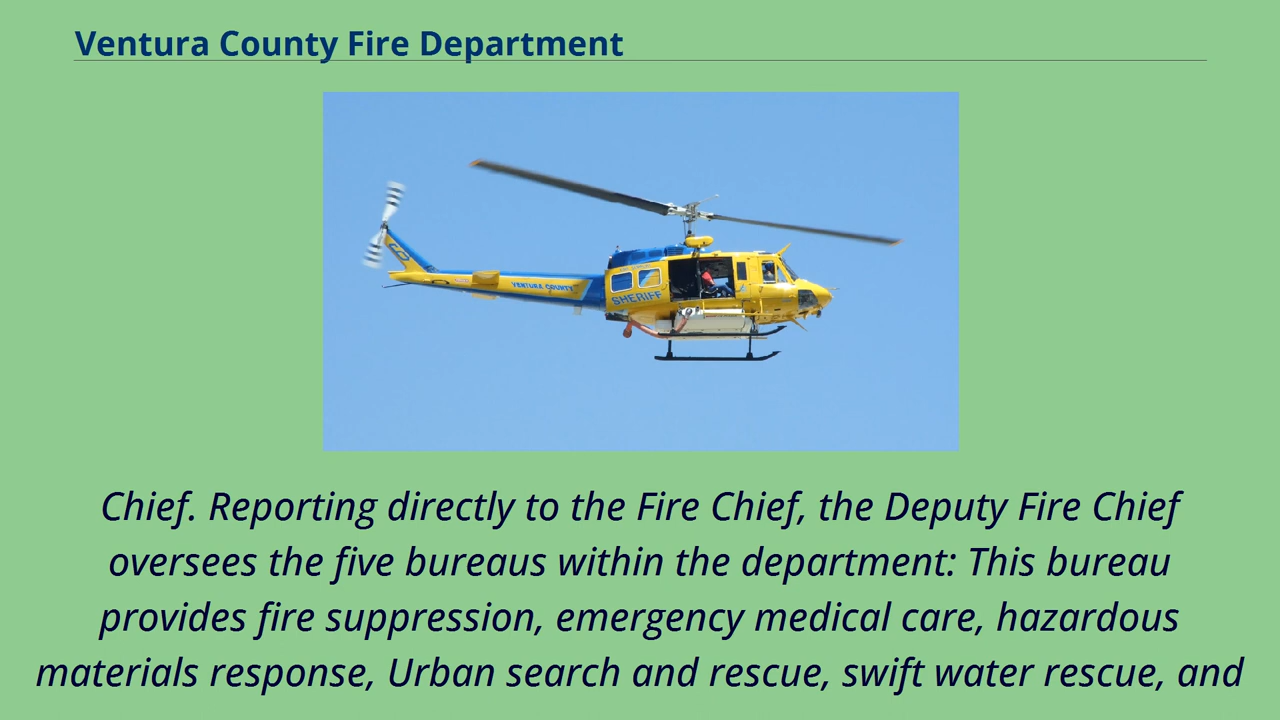 Ventura County Fire Department
VENTURA COUNTY
SHERIFF
Chief. Reporting directly to the Fire Chief, the Deputy Fire Chief
oversees the five bureaus within the department: This bureau
provides fire suppression, emergency medical care, hazardous
materials response, Urban search and rescue, swift water rescue, and